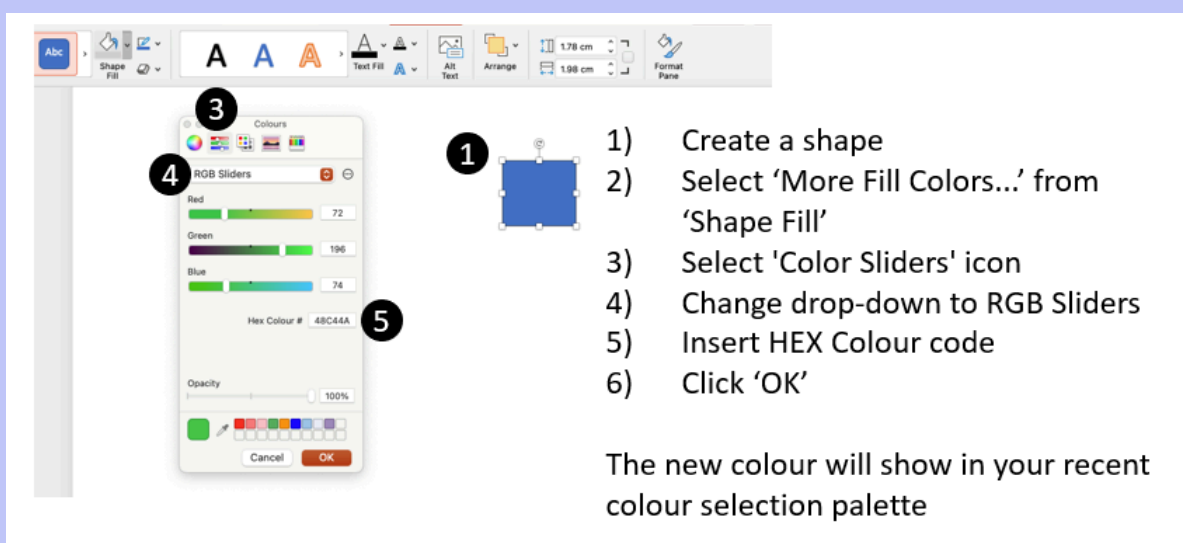 Abc
Shape
Fill
A A A
A
Text Fill
A
A
Alt
Text
Arrange
1.78 cm
1.98 cm
Format
Pane
3
Colours
4
RGB Sliders
Red
72
Green
196
Blue
74
Hex Colour # 48C44A
5
Opacity
100%
Cancel
OK
1
1) Create a shape
2) Select ‘More Fill Colors...’ from
‘Shape Fill’
3) Select 'Color Sliders' icon
4) Change drop-down to RGB Sliders
5) Insert HEX Colour code
6) Click ‘OK’
The new colour will show in your recent
colour selection palette